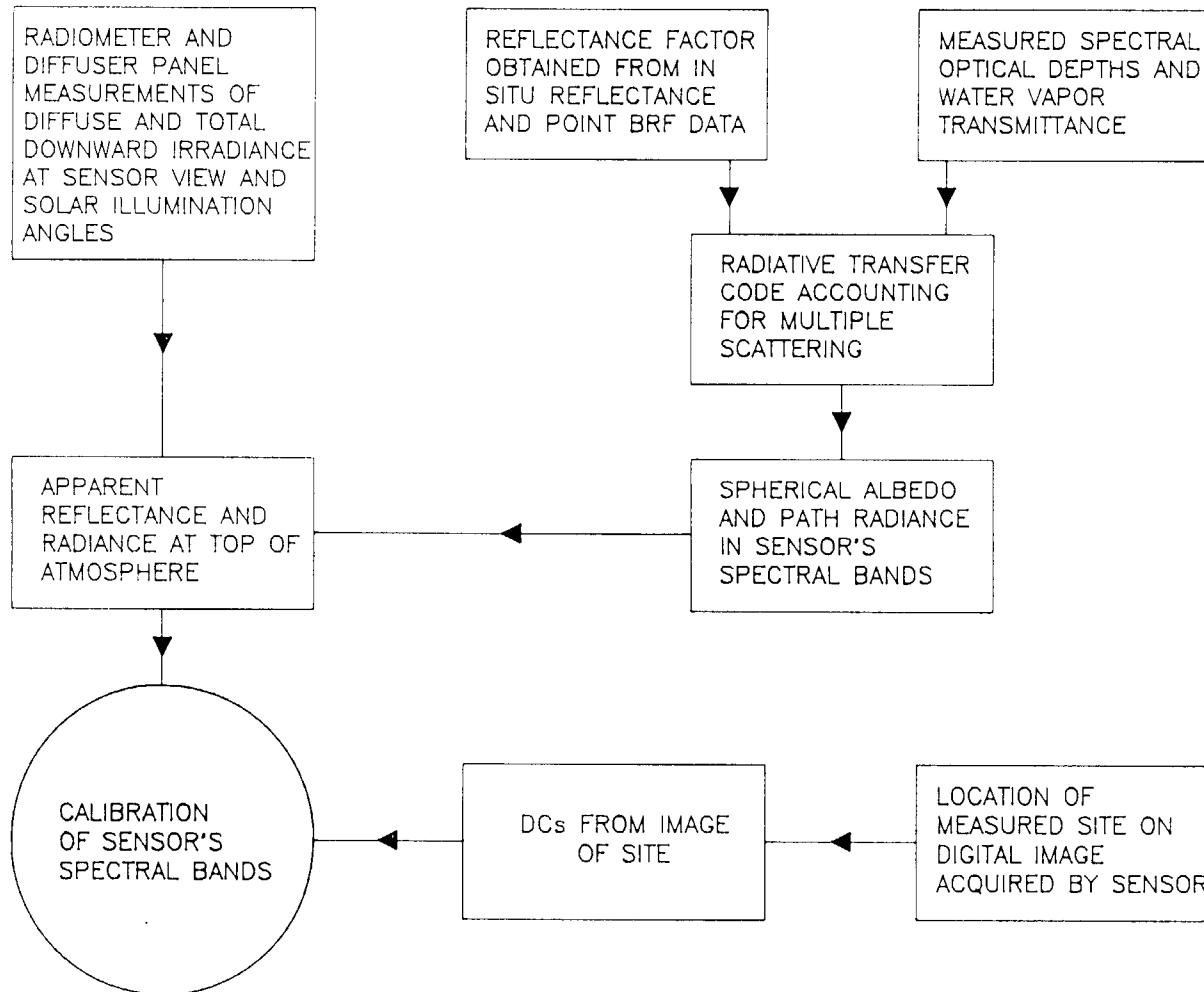 RADIOMETER AND
DIFFUSER PANEL
MEASUREMENTS OF
DIFFUSE AND TOTAL
DOWNWARD IRRADIANCE
AT SENSOR VIEW AND
SOLAR ILLUMINATION
ANGLES
REFLECTANCE FACTOR
OBTAINED FROM IN
SITU REFLECTANCE
AND POINT BRF DATA
MEASURED SPECTRAL
OPTICAL DEPTHS AND
WATER VAPOR
TRANSMITTANCE
RADIATIVE TRANSFER
CODE ACCOUNTING
FOR MULTIPLE
SCATTERING
APPARENT
REFLECTANCE AND
RADIANCE AT TOP OF
ATMOSPHERE
SPHERICAL ALBEDO
AND PATH RADIANCE
IN SENSOR'S
SPECTRAL BANDS
CALIBRATION
OF SENSOR'S
SPECTRAL BANDS
DCs FROM IMAGE
OF SITE
LOCATION OF
MEASURED SITE ON
DIGITAL IMAGE
ACQUIRED BY SENSOR